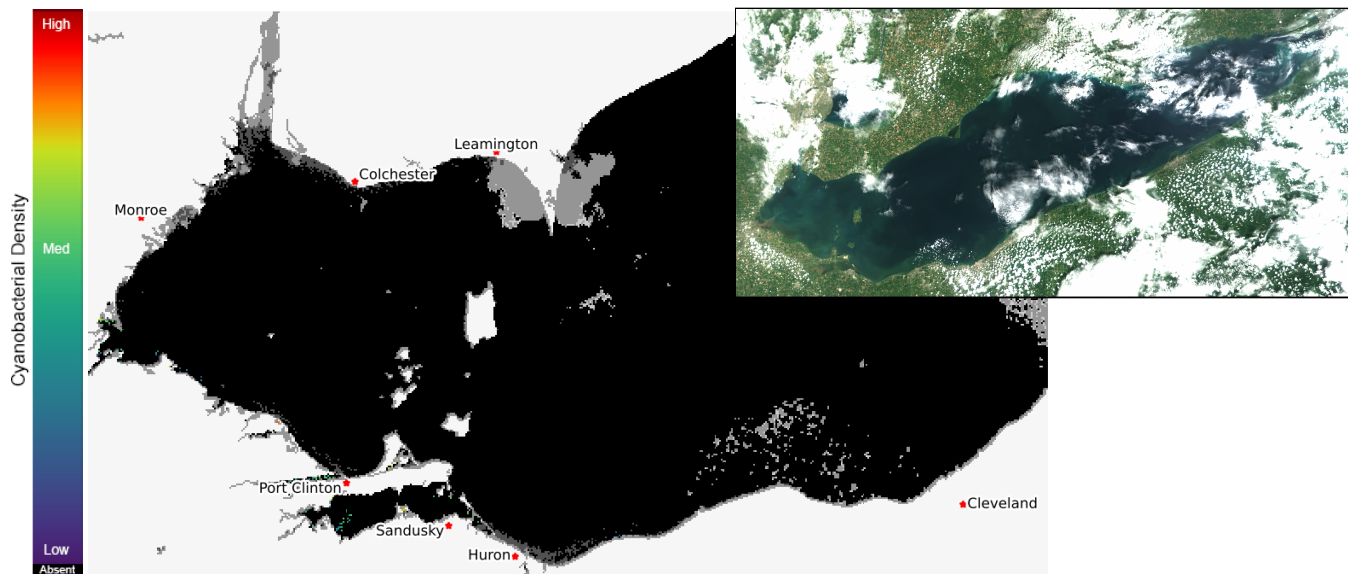 High
Med
Low
Absent
Cyanobacterial Density
Leamington
Colchester
Monroe
Port Clinton
Sandusky
Huron
Cleveland